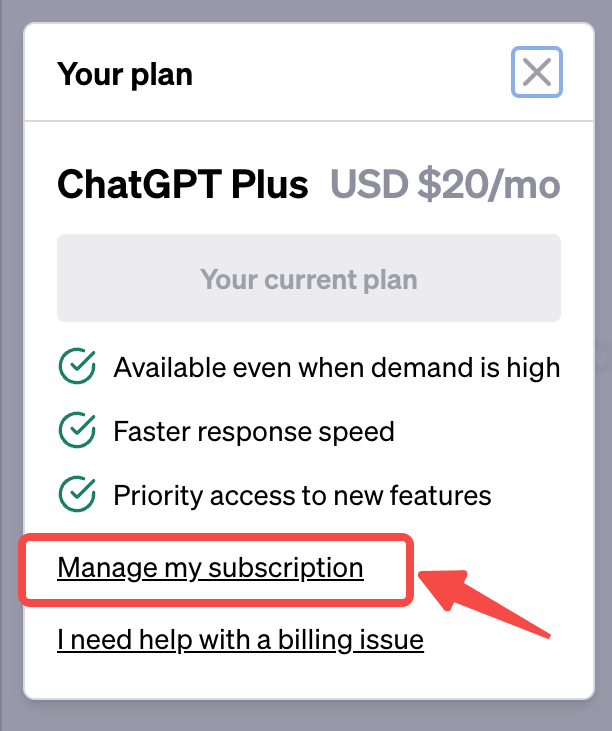 Your plan
ChatGPT Plus USD $20/mo
Your current plan
Available even when demand is high
Faster response speed
Priority access to new features
Manage my subscription
I need help with a billing issue